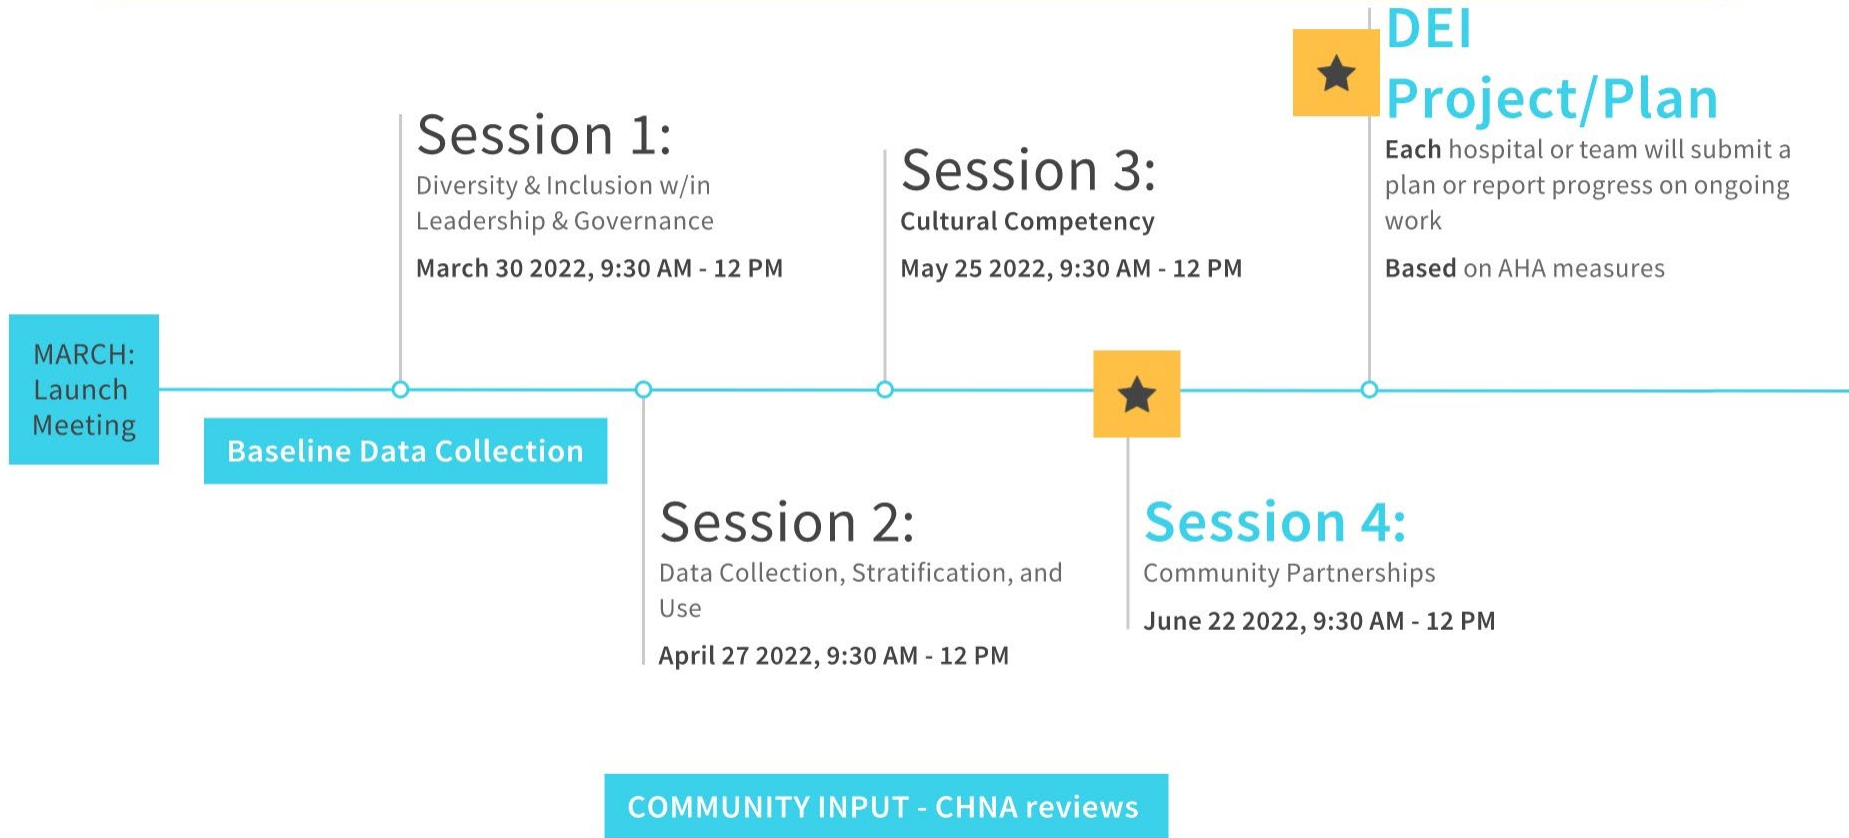 MARCH:
Launch
Meeting
Baseline Data Collection
Session 1:
Diversity & Inclusion w/in
Leadership & Governance
March 30 2022, 9:30 AM - 12 PM
Session 2:
Data Collection, Stratification, and
Use
April 27 2022, 9:30 AM - 12 PM
Session 3:
Cultural Competency
May 25 2022, 9:30 AM - 12 PM
Session 4:
Community Partnerships
June 22 2022, 9:30 AM - 12 PM
DEI
Project/Plan
Each hospital or team will submit a
plan or report progress on ongoing
work
Based on AHA measures
COMMUNITY INPUT - CHNA reviews